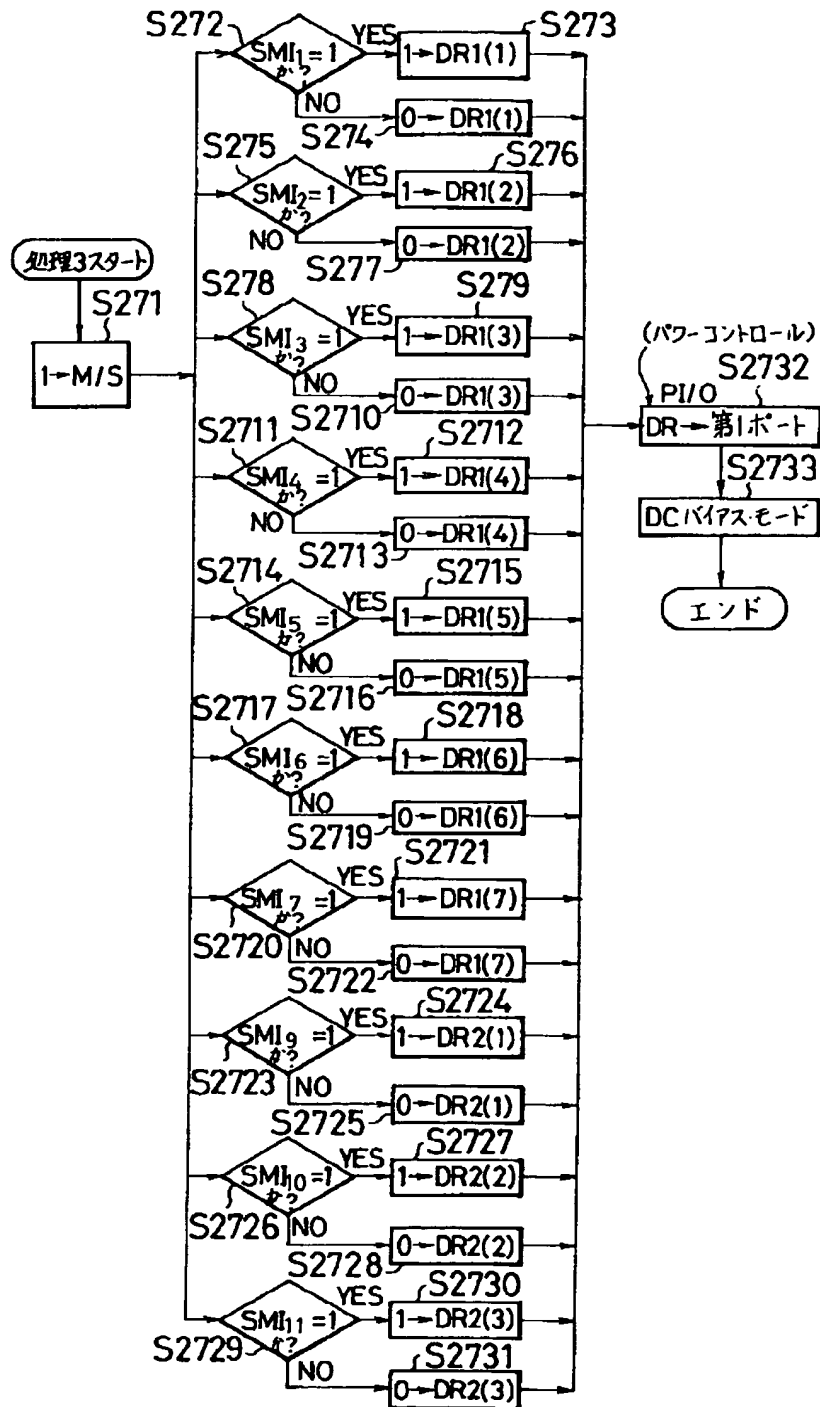 処理3スタート
S271
1→M/S
S272
SMI₁=1
か?
YES
S273
1→DR1(1)
NO
S274
0→DR1(1)
S275
SMI₂=1
か?
YES
S276
1→DR1(2)
NO
S277
0→DR1(2)
S278
SMI₃=1
か?
YES
S279
1→DR1(3)
NO
S2710
0→DR1(3)
S2711
SMI₄=1
か?
YES
S2712
1→DR1(4)
NO
S2713
0→DR1(4)
S2714
SMI₅=1
か?
YES
S2715
1→DR1(5)
NO
S2716
0→DR1(5)
S2717
SMI₆=1
か?
YES
S2718
1→DR1(6)
NO
S2719
0→DR1(6)
S2720
SMI₇=1
か?
YES
S2721
1→DR1(7)
NO
S2722
0→DR1(7)
S2723
SMI₉=1
か?
YES
S2724
1→DR2(1)
NO
S2725
0→DR2(1)
S2726
SMI₁₀=1
か?
YES
S2727
1→DR2(2)
NO
S2728
0→DR2(2)
S2729
SMI₁₁=1
か?
YES
S2730
1→DR2(3)
NO
S2731
0→DR2(3)
(パワーコントロール)
S2732
PI/O
DR→第1ポート
S2733
DCバイアス・モード
エンド